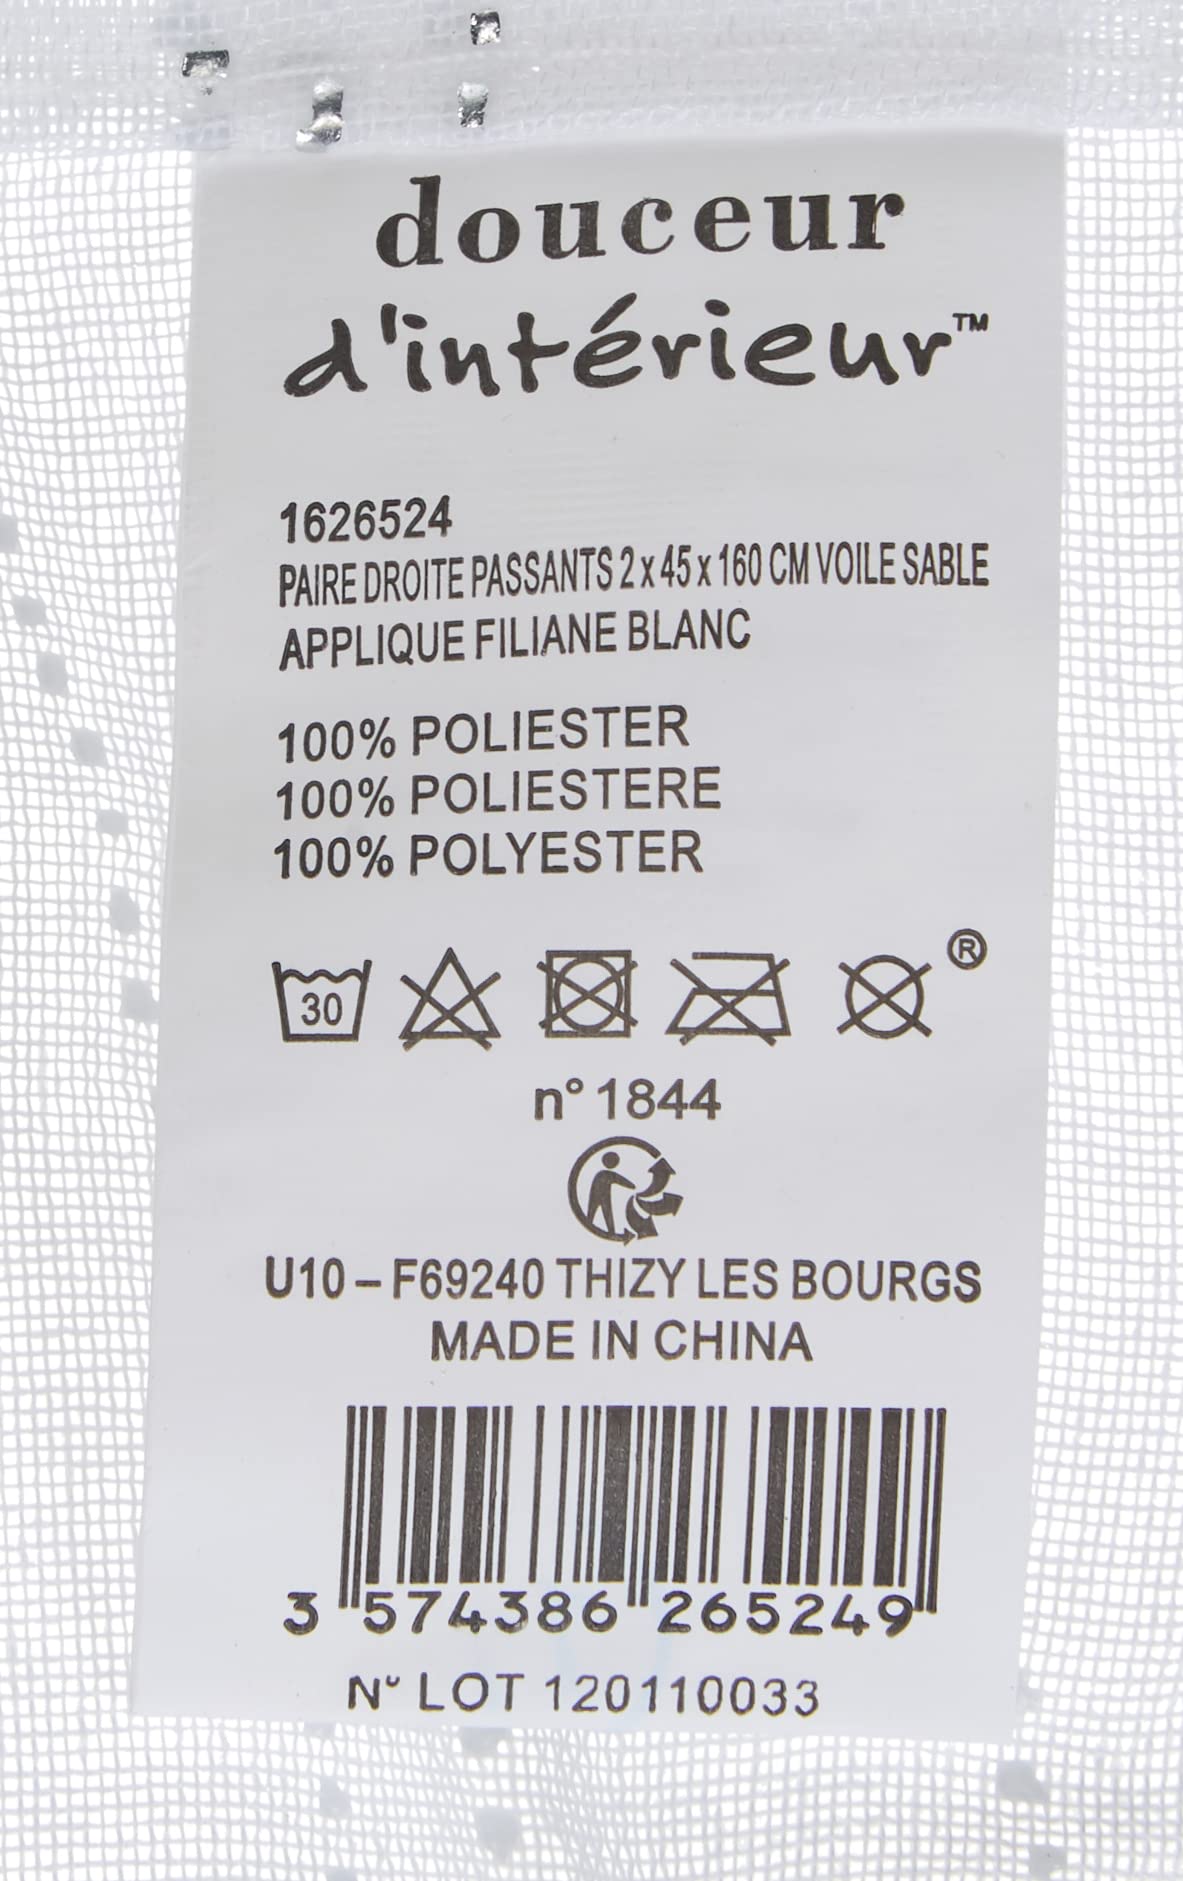 douceur
d'intérieur™
1626524
PAIRE DROITE PASSANTS 2 x 45 x 160 CM VOILE SABLE
APPLIQUE FILIANE BLANC
100% POLIESTER
100% POLIESTERE
100% POLYESTER
30
®
n° 1844
U10 – F69240 THIZY LES BOURGS
MADE IN CHINA
3 574386 265249
N° LOT 120110033